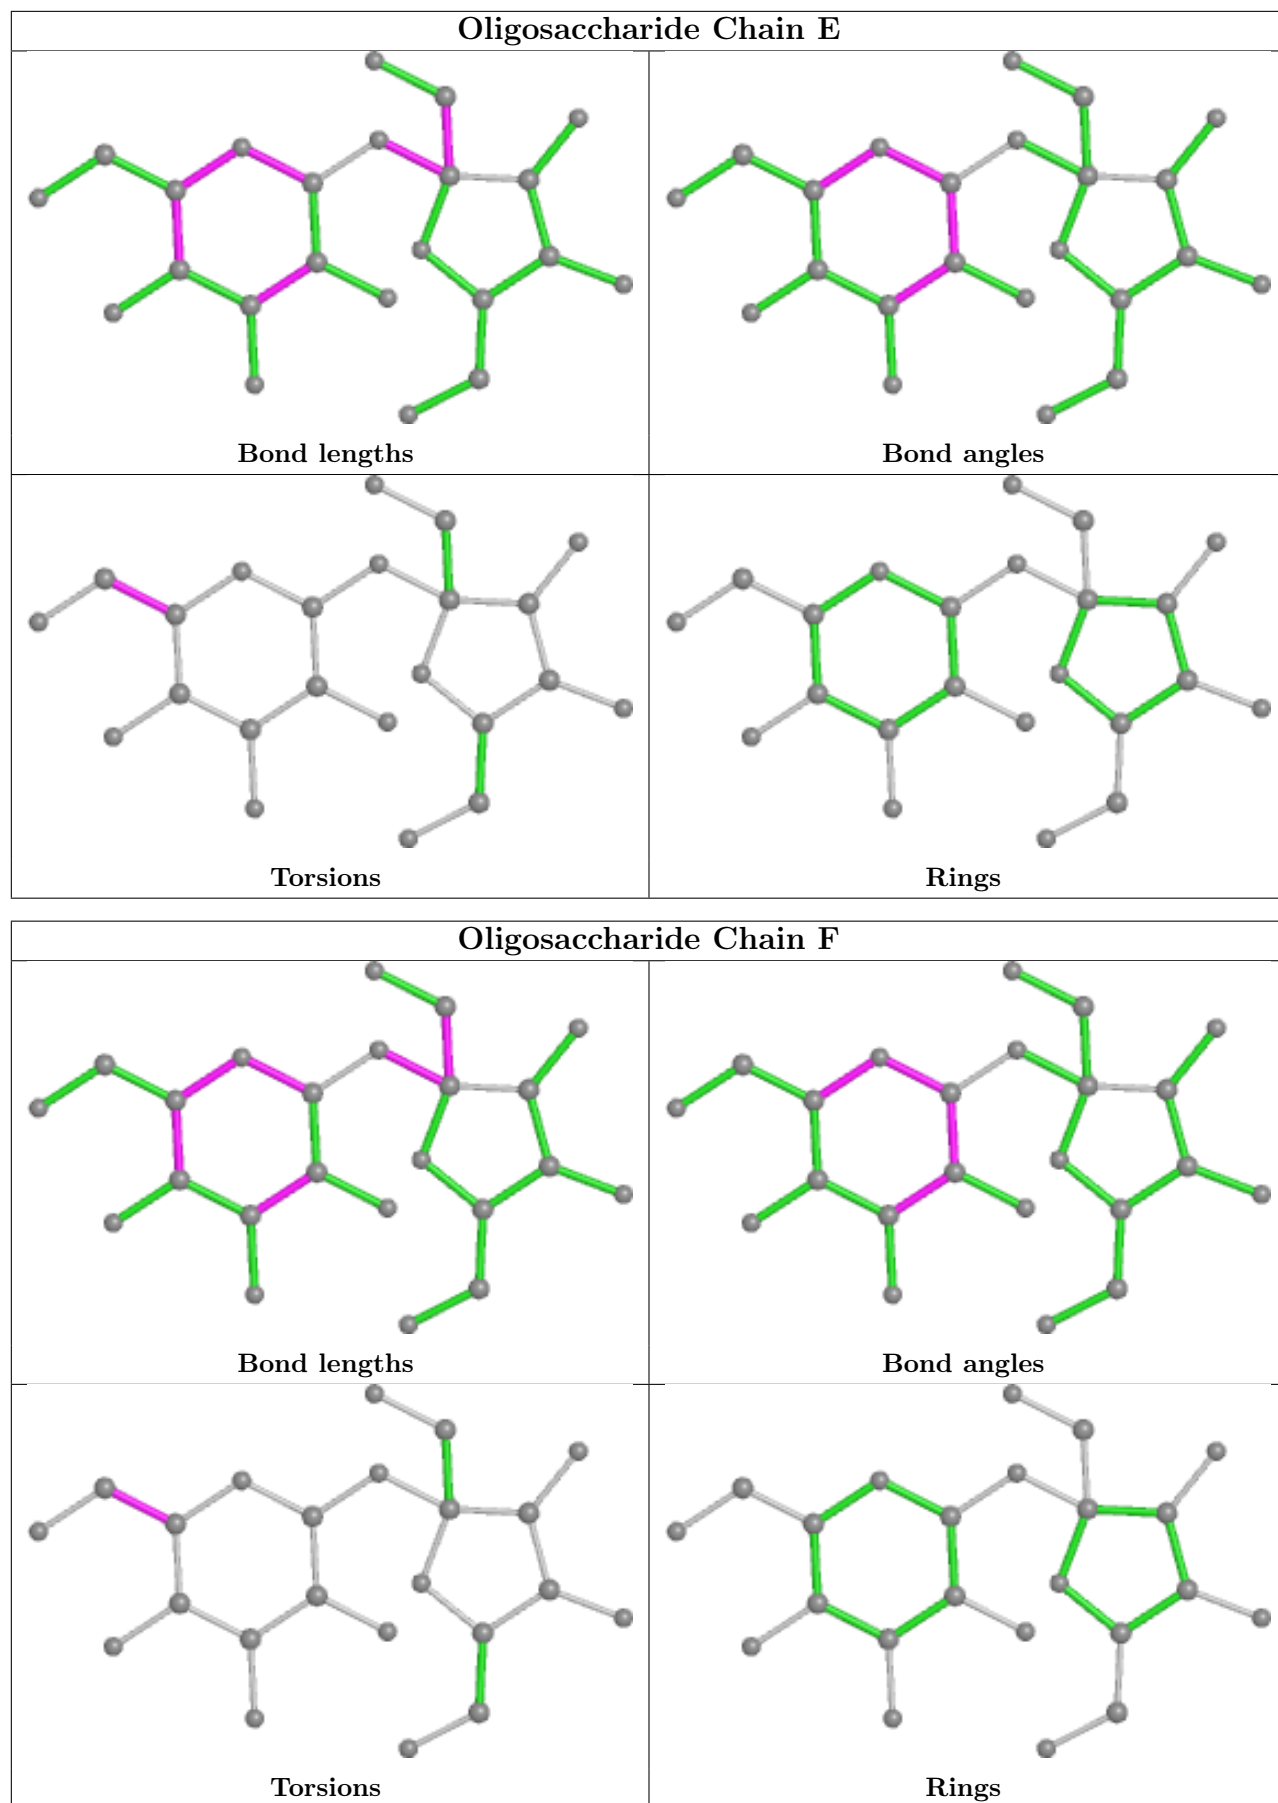 Oligosaccharide Chain E
Bond lengths
Bond angles
Torsions
Rings
Oligosaccharide Chain F
Bond lengths
Bond angles
Torsions
Rings